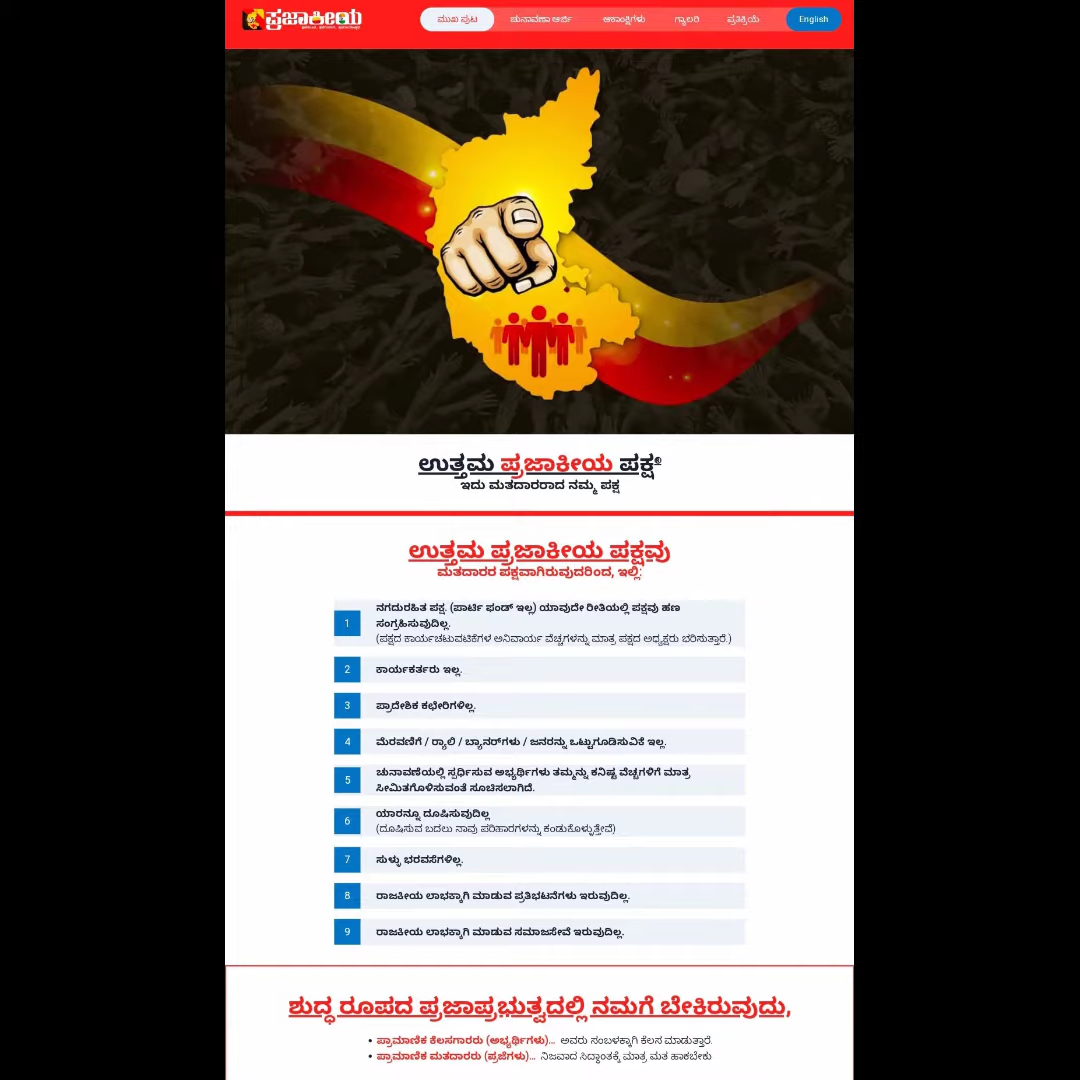 ಪ್ರಜಾಕೀಯ
ಮುಖ ಪುಟ ಚುನಾವಣಾ ಅರ್ಜಿ ಆಕಾಂಕ್ಷಿಗಳು ಗ್ಯಾಲರಿ ಪ್ರತಿಕ್ರಿಯೆ English
ಉತ್ತಮ ಪ್ರಜಾಕೀಯ ಪಕ್ಷ®
ಇದು ಮತದಾರರಾದ ನಮ್ಮ ಪಕ್ಷ
ಉತ್ತಮ ಪ್ರಜಾಕೀಯ ಪಕ್ಷವು
ಮತದಾರರ ಪಕ್ಷವಾಗಿರುವುದರಿಂದ, ಇಲ್ಲಿ:
1 ನಗದುರಹಿತ ಪಕ್ಷ. (ಪಾರ್ಟಿ ಫಂಡ್ ಇಲ್ಲ) ಯಾವುದೇ ರೀತಿಯಲ್ಲಿ ಪಕ್ಷವು ಹಣ
ಸಂಗ್ರಹಿಸುವುದಿಲ್ಲ.
(ಪಕ್ಷದ ಕಾರ್ಯಚಟುವಟಿಕೆಗಳ ಅನಿವಾರ್ಯ ವೆಚ್ಚಗಳನ್ನು ಮಾತ್ರ ಪಕ್ಷದ ಅಧ್ಯಕ್ಷರು ಭರಿಸುತ್ತಾರೆ.)
2 ಕಾರ್ಯಕರ್ತರು ಇಲ್ಲ.
3 ಪ್ರಾದೇಶಿಕ ಕಛೇರಿಗಳಿಲ್ಲ.
4 ಮೆರವಣಿಗೆ / ರ‍್ಯಾಲಿ / ಬ್ಯಾನರ್‌ಗಳು / ಜನರನ್ನು ಒಟ್ಟುಗೂಡಿಸುವಿಕೆ ಇಲ್ಲ.
5 ಚುನಾವಣೆಯಲ್ಲಿ ಸ್ಪರ್ಧಿಸುವ ಅಭ್ಯರ್ಥಿಗಳು ತಮ್ಮನ್ನು ಕನಿಷ್ಟ ವೆಚ್ಚಗಳಿಗೆ ಮಾತ್ರ
ಸೀಮಿತಗೊಳಿಸುವಂತೆ ಸೂಚಿಸಲಾಗಿದೆ.
6 ಯಾರನ್ನೂ ದೂಷಿಸುವುದಿಲ್ಲ
(ದೂಷಿಸುವ ಬದಲು ನಾವು ಪರಿಹಾರಗಳನ್ನು ಕಂಡುಕೊಳ್ಳುತ್ತೇವೆ)
7 ಸುಳ್ಳು ಭರವಸೆಗಳಿಲ್ಲ.
8 ರಾಜಕೀಯ ಲಾಭಕ್ಕಾಗಿ ಮಾಡುವ ಪ್ರತಿಭಟನೆಗಳು ಇರುವುದಿಲ್ಲ.
9 ರಾಜಕೀಯ ಲಾಭಕ್ಕಾಗಿ ಮಾಡುವ ಸಮಾಜಸೇವೆ ಇರುವುದಿಲ್ಲ.
ಶುದ್ಧ ರೂಪದ ಪ್ರಜಾಪ್ರಭುತ್ವದಲ್ಲಿ ನಮಗೆ ಬೇಕಿರುವುದು,
• ಪ್ರಾಮಾಣಿಕ ಕೆಲಸಗಾರರು (ಅಭ್ಯರ್ಥಿಗಳು)... ಅವರು ಸಂಬಳಕ್ಕಾಗಿ ಕೆಲಸ ಮಾಡುತ್ತಾರೆ.
• ಪ್ರಾಮಾಣಿಕ ಮತದಾರರು (ಪ್ರಜೆಗಳು)... ನಿಜವಾದ ಸಿದ್ಧಾಂತಕ್ಕೆ ಮಾತ್ರ ಮತ ಹಾಕಬೇಕು